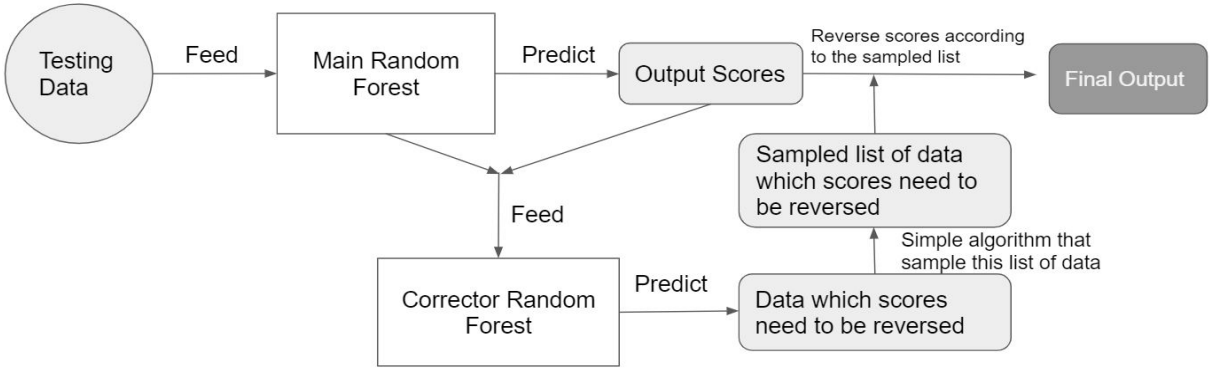 Testing
Data
Feed
Main Random
Forest
Predict
Output Scores
Reverse scores according
to the sampled list
Final Output
Feed
Sampled list of data
which scores need to
be reversed
Simple algorithm that
sample this list of data
Corrector Random
Forest
Predict
Data which scores
need to be reversed